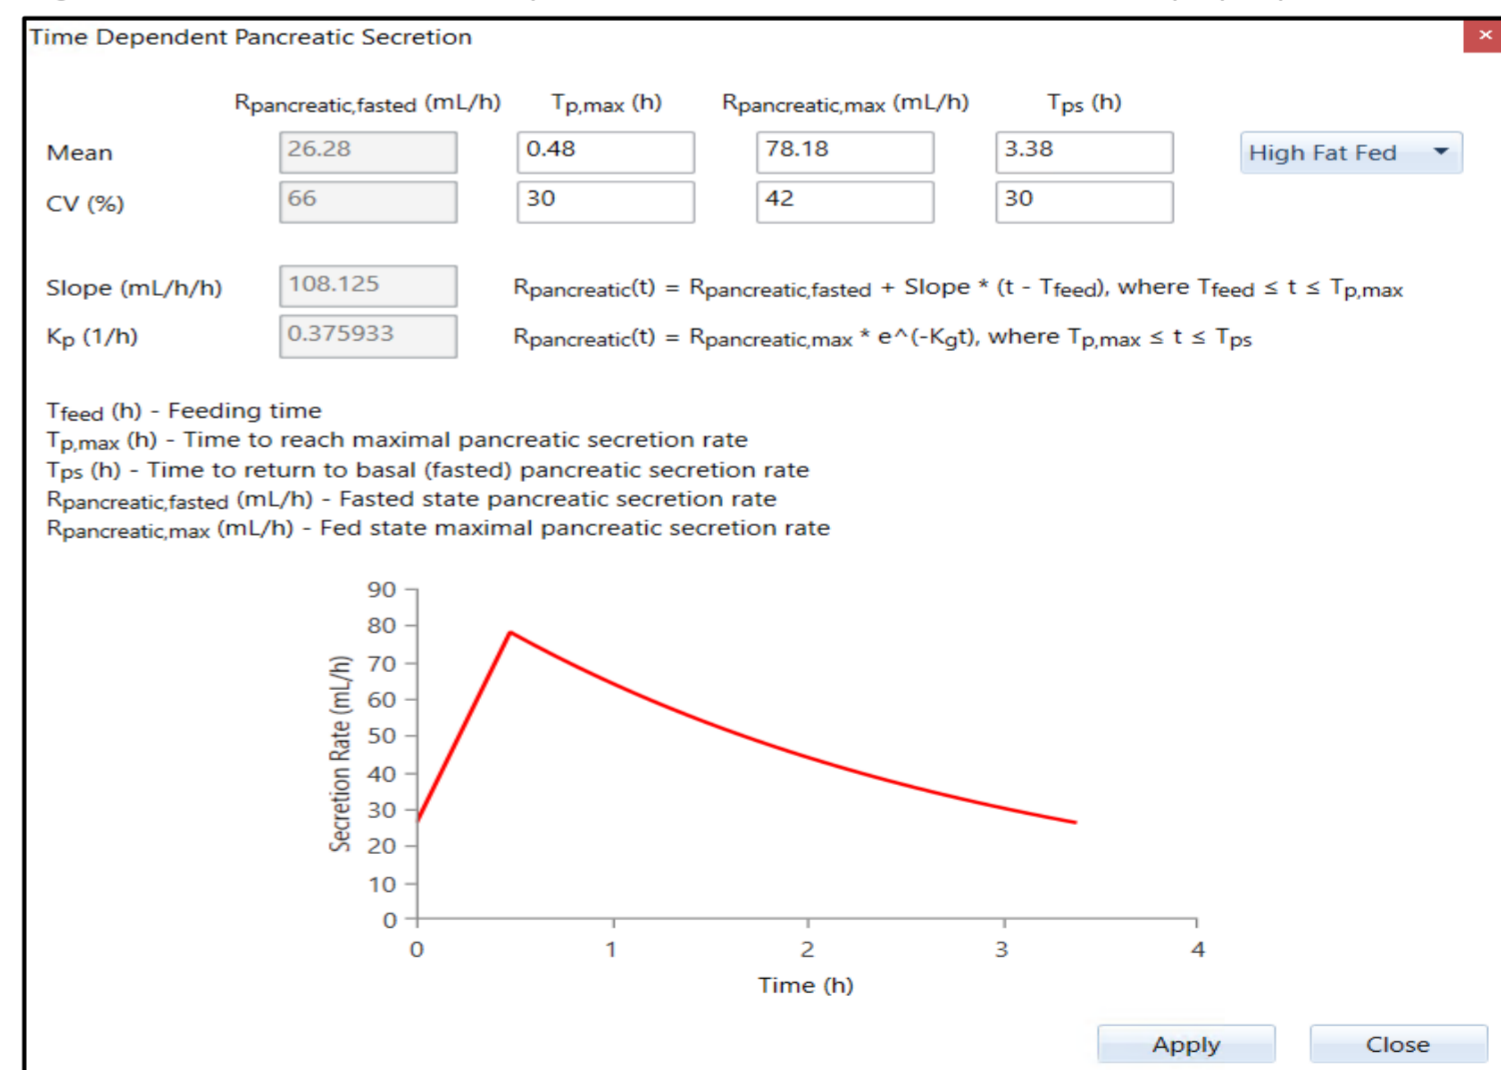 Time Dependent Pancreatic Secretion ×
Rpancreatic,fasted (mL/h) Tp,max (h) Rpancreatic,max (mL/h) Tps (h)
Mean 26.28 0.48 78.18 3.38 High Fat Fed
CV (%) 66 30 42 30
Slope (mL/h/h) 108.125 Rpancreatic(t) = Rpancreatic,fasted + Slope * (t - Tfeed), where Tfeed ≤ t ≤ Tp,max
Kp (1/h) 0.375933 Rpancreatic(t) = Rpancreatic,max * e^(-Kgt), where Tp,max ≤ t ≤ Tps
Tfeed (h) - Feeding time
Tp,max (h) - Time to reach maximal pancreatic secretion rate
Tps (h) - Time to return to basal (fasted) pancreatic secretion rate
Rpancreatic,fasted (mL/h) - Fasted state pancreatic secretion rate
Rpancreatic,max (mL/h) - Fed state maximal pancreatic secretion rate
90
80
70
60
50
40
30
20
10
0
Secretion Rate (mL/h)
0 1 2 3 4
Time (h)
Apply Close